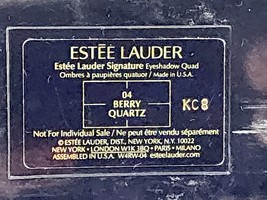 ESTĒE LAUDER
Estée Lauder Signature Eyeshadow Quad
Ombres à paupières quatuor / Made in U.S.A.
04
BERRY
QUARTZ
KC8
Not For Individual Sale / Ne peut être vendu séparément
© ESTĒE LAUDER, DIST., NEW YORK, N.Y. 10022
NEW YORK • LONDON W1K 3BQ • PARIS • MILANO
ASSEMBLED IN U.S.A. W4RW-04 esteelauder.com